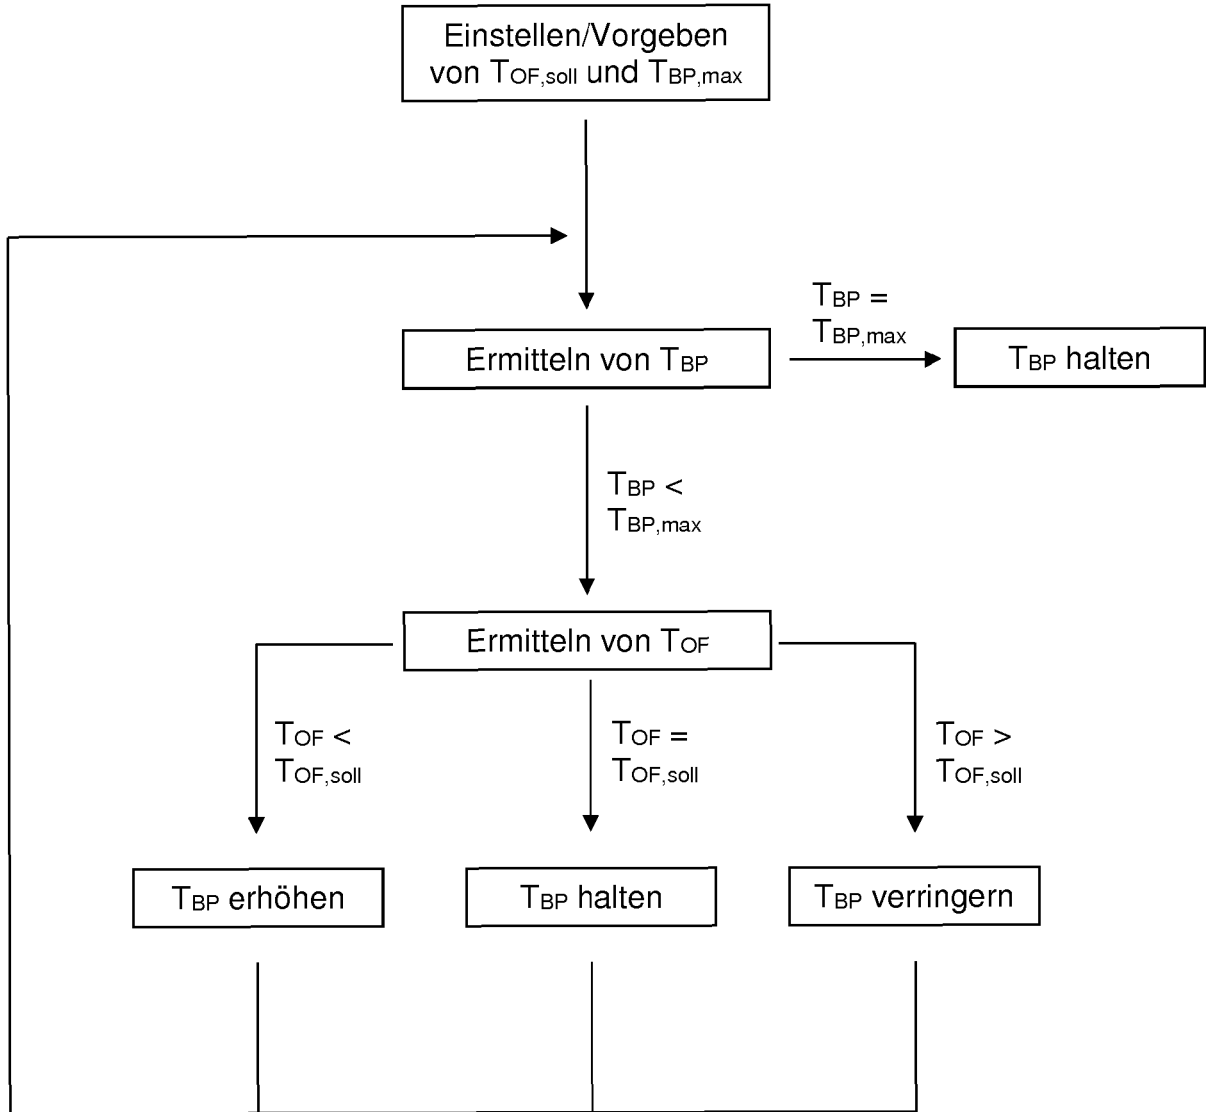 Einstellen/Vorgeben
von TOF,soll und TBP,max
TBP =
TBP,max
Ermitteln von TBP
TBP halten
TBP <
TBP,max
Ermitteln von TOF
TOF <
TOF,soll
TOF =
TOF,soll
TOF >
TOF,soll
TBP erhöhen
TBP halten
TBP verringern